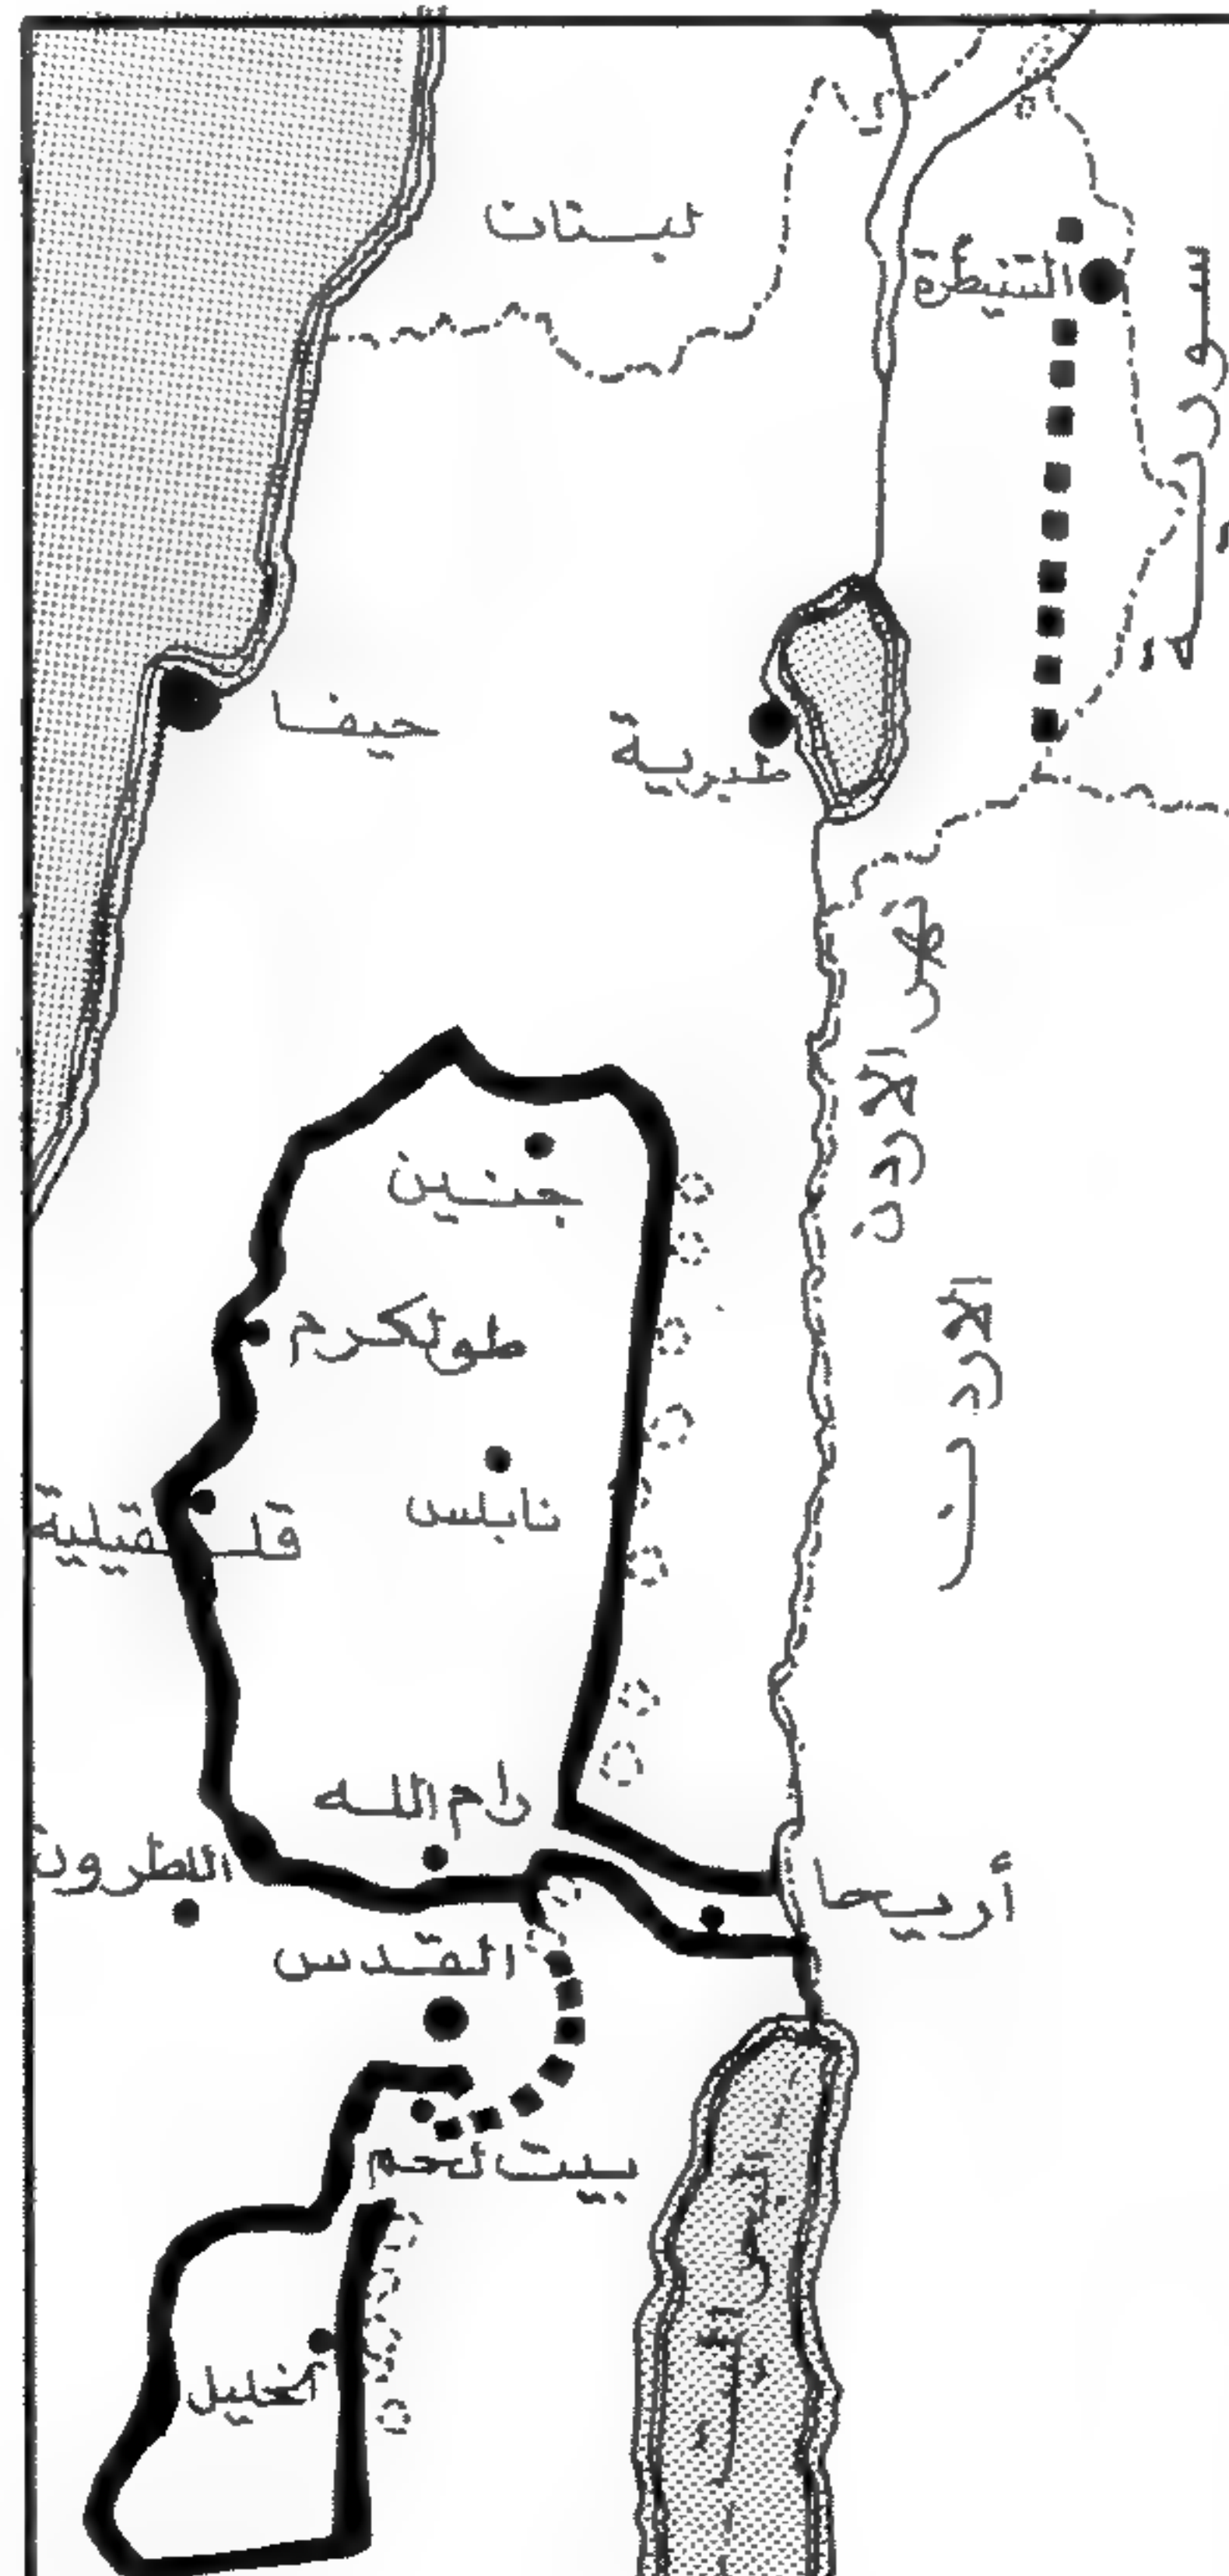 لبنان
القنيطرة
سورية
حيفا
طبرية
نهر الأردن
جنين
الأردن
طولكرم
نابلس
قلقيلية
رام الله
اللطرون
أريحا
القدس
بيت لحم
الخليل